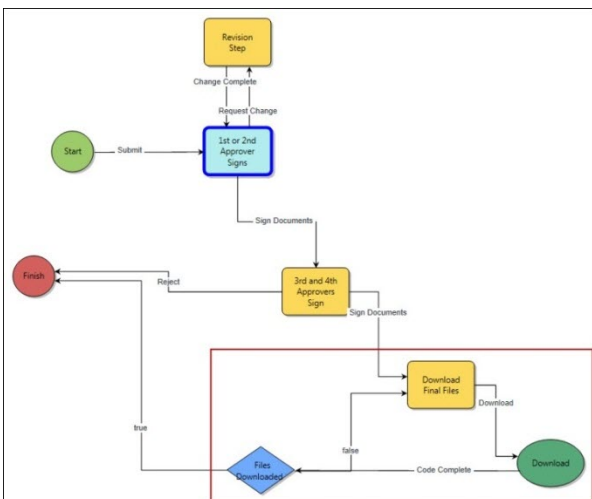 Revision
Step
Change Complete
Request Change
Start
Submit
1st or 2nd
Approver
Signs
Sign Documents
Finish
Reject
3rd and 4th
Approvers
Sign
Sign Documents
Download
Final Files
Download
true
false
Files
Downloaded
Code Complete
Download